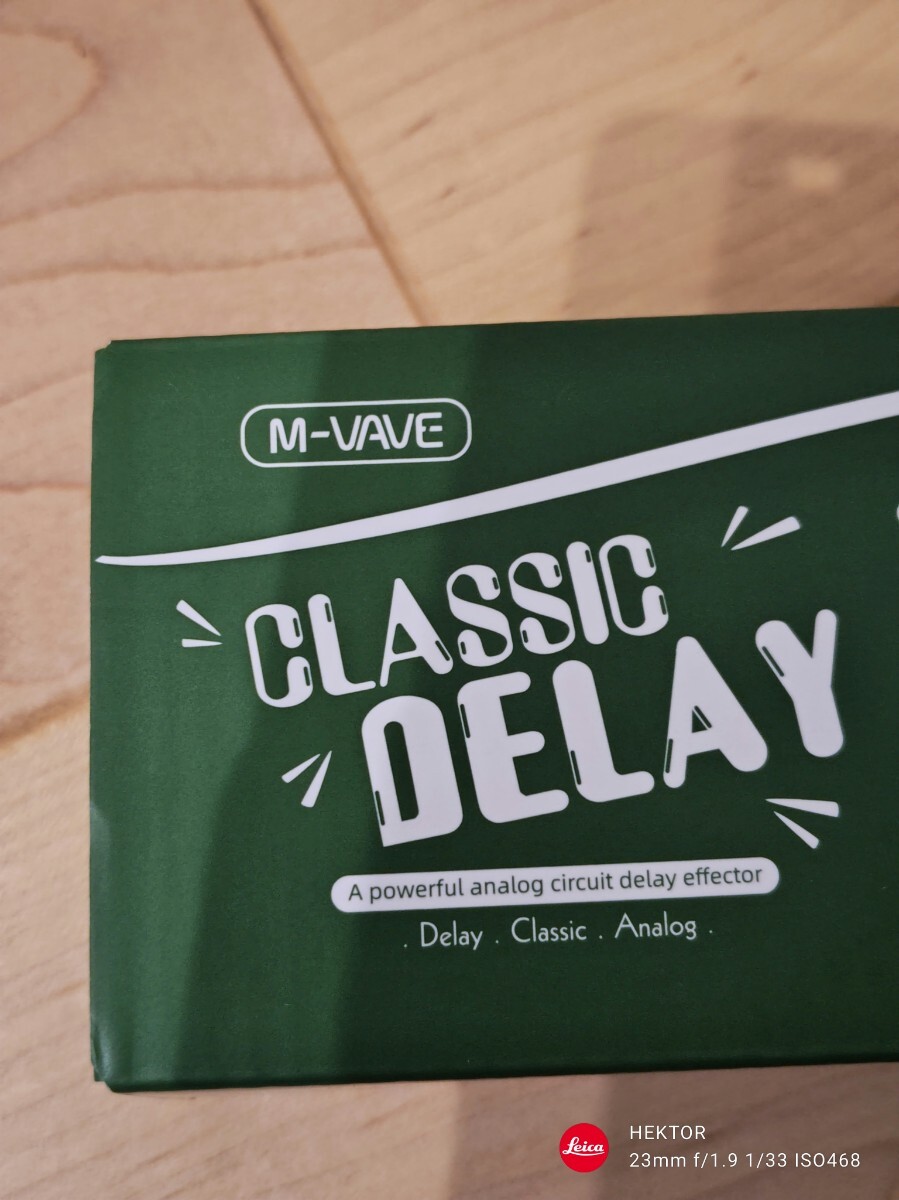 M-VAVE
CLASSIC
DELAY
A powerful analog circuit delay effector
. Delay . Classic . Analog .
Leica
HEKTOR
23mm f/1.9 1/33 ISO468